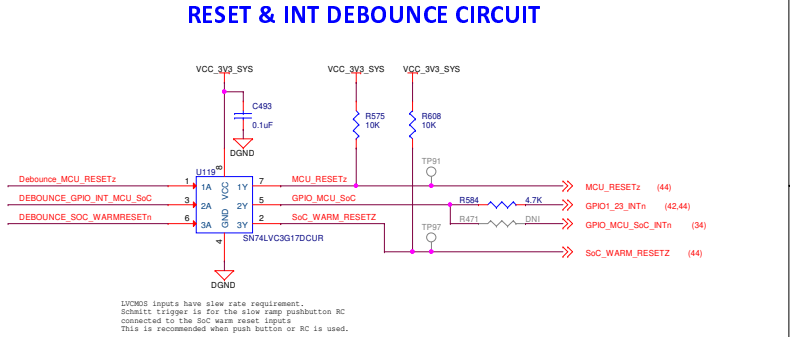 RESET & INT DEBOUNCE CIRCUIT
VCC_3V3_SYS
VCC_3V3_SYS
VCC_3V3_SYS
C493
0.1uF
DGND
R575
10K
R608
10K
TP91
U119
8
Debounce_MCU_RESETz
1
1A
VCC
1Y
7
MCU_RESETz
MCU_RESETz (44)
DEBOUNCE_GPIO_INT_MCU_SoC
3
2A
2Y
5
GPIO_MCU_SoC
R584
4.7K
GPIO1_23_INTn (42,44)
DEBOUNCE_SOC_WARMRESETn
6
3A
GND
3Y
2
SoC_WARM_RESETZ
R471
DNI
GPIO_MCU_SoC_INTn (34)
4
SN74LVC3G17DCUR
TP97
SoC_WARM_RESETZ (44)
DGND
LVCMOS inputs have slew rate requirement.
Schmitt trigger is for the slow ramp pushbutton RC
connected to the SoC warm reset inputs
This is recommended when push button or RC is used.